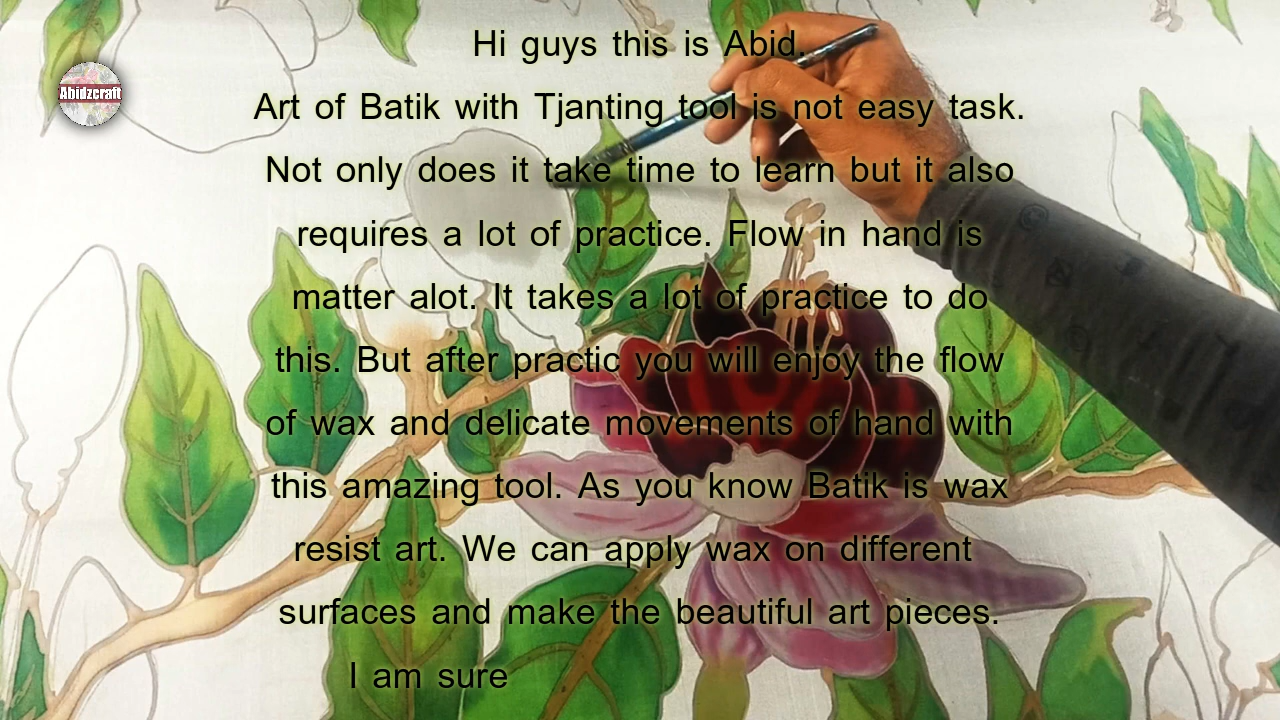 Hi guys this is Abid.
Abidzcraft
Art of Batik with Tjanting tool is not easy task.
Not only does it take time to learn but it also
requires a lot of practice. Flow in hand is
matter alot. It takes a lot of practice to do
this. But after practic you will enjoy the flow
of wax and delicate movements of hand with
this amazing tool. As you know Batik is wax
resist art. We can apply wax on different
surfaces and make the beautiful art pieces.
I am sure